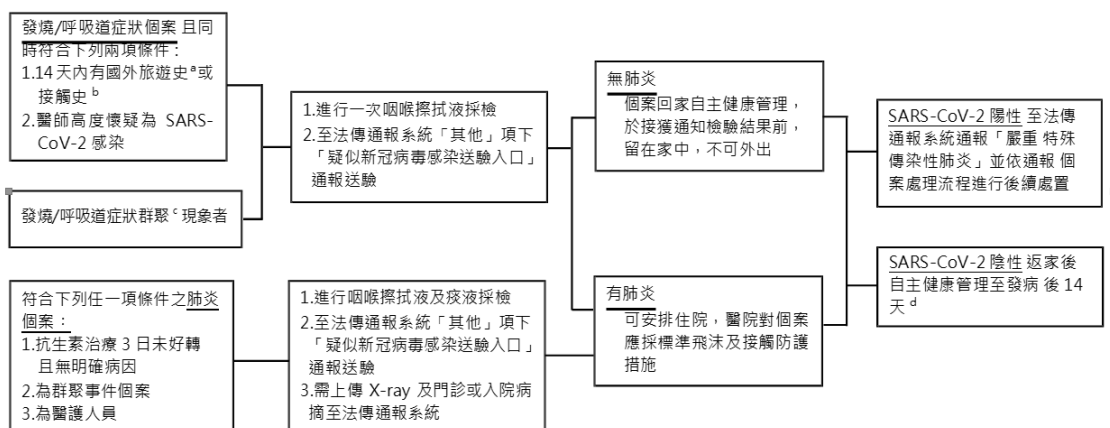 發燒/呼吸道症狀個案 且同
時符合下列兩項條件：
1.14 天內有國外旅遊史ᵃ或
接觸史 ᵇ
2.醫師高度懷疑為 SARS-
CoV-2 感染
發燒/呼吸道症狀群聚 ᶜ 現象者
1.進行一次咽喉擦拭液採檢
2.至法傳通報系統「其他」項下
「疑似新冠病毒感染送驗入口」
通報送驗
無肺炎
個案回家自主健康管理，
於接獲通知檢驗結果前，
留在家中，不可外出
SARS-CoV-2 陽性 至法傳
通報系統通報「嚴重 特殊
傳染性肺炎」並依通報 個
案處理流程進行後續處置
符合下列任一項條件之肺炎
個案：
1.抗生素治療 3 日未好轉
且無明確病因
2.為群聚事件個案
3.為醫護人員
1.進行咽喉擦拭液及痰液採檢
2.至法傳通報系統「其他」項下
「疑似新冠病毒感染送驗入口」
通報送驗
3.需上傳 X-ray 及門診或入院病
摘至法傳通報系統
有肺炎
可安排住院，醫院對個案
應採標準飛沫及接觸防護
措施
SARS-CoV-2 陰性 返家後
自主健康管理至發病 後 14
天 ᵈ